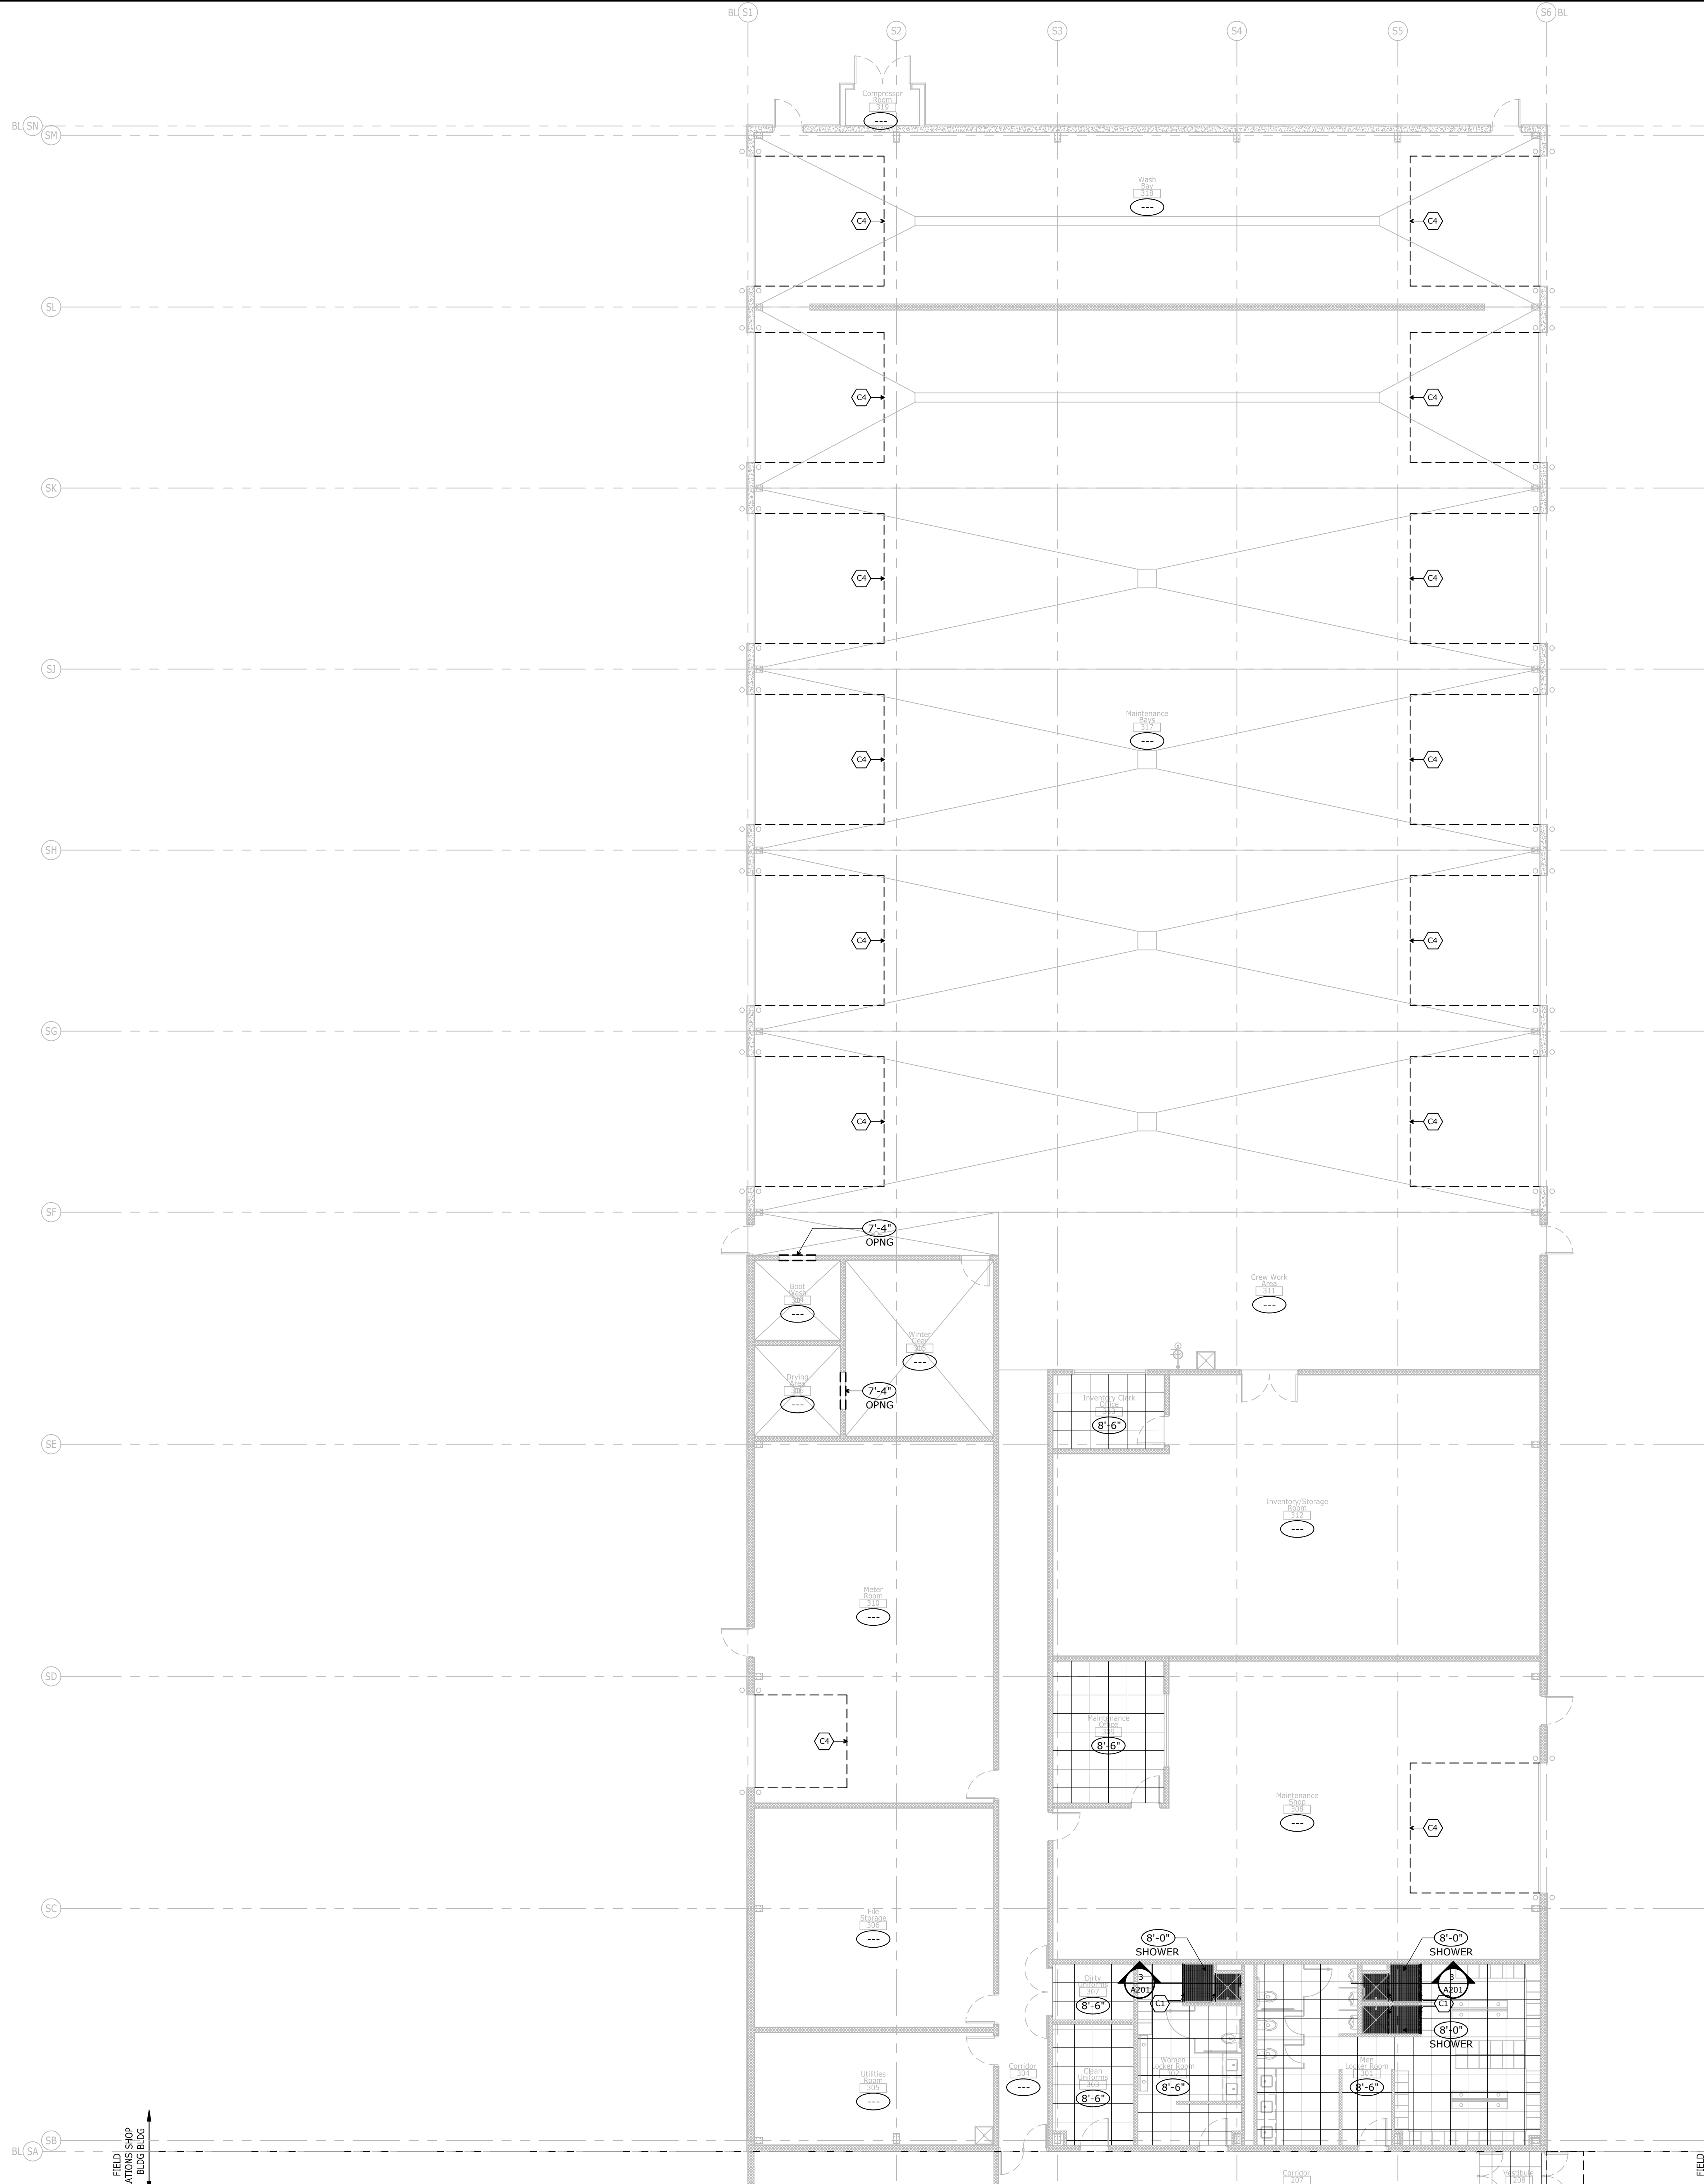 BL S1
S6 BL
S2
S3
S4
S5
Compressor
Room
319
---
BL SN
SM
Wash
Bay
318
---
C4
C4
SL
C4
C4
SK
C4
C4
SJ
Maintenance
Bays
317
---
C4
C4
SH
C4
C4
SG
C4
C4
SF
7'-4"
OPNG
Boot
Wash
---
Crew Work
Area
311
---
Winter
Gear
---
Drying
Area
---
7'-4"
OPNG
Inventory Clerk
Office
8'-6"
SE
Inventory/Storage
Room
312
---
Meter
Room
310
---
SD
Maintenance
Office
8'-6"
C4
Maintenance
Shop
308
---
C4
SC
File
Storage
306
---
8'-0"
SHOWER
8'-0"
SHOWER
Dirty
Uniforms
8'-6"
3
A201
C1
3
A201
C1
8'-0"
SHOWER
Utilities
Room
305
---
Corridor
304
---
Clean
Uniforms
8'-6"
Women
Locker Room
8'-6"
Men
Locker Room
8'-6"
SB
BL SA
FIELD
ATIONS SHOP
BLDG BLDG
Corridor
207
Vestibule
208
FIELD